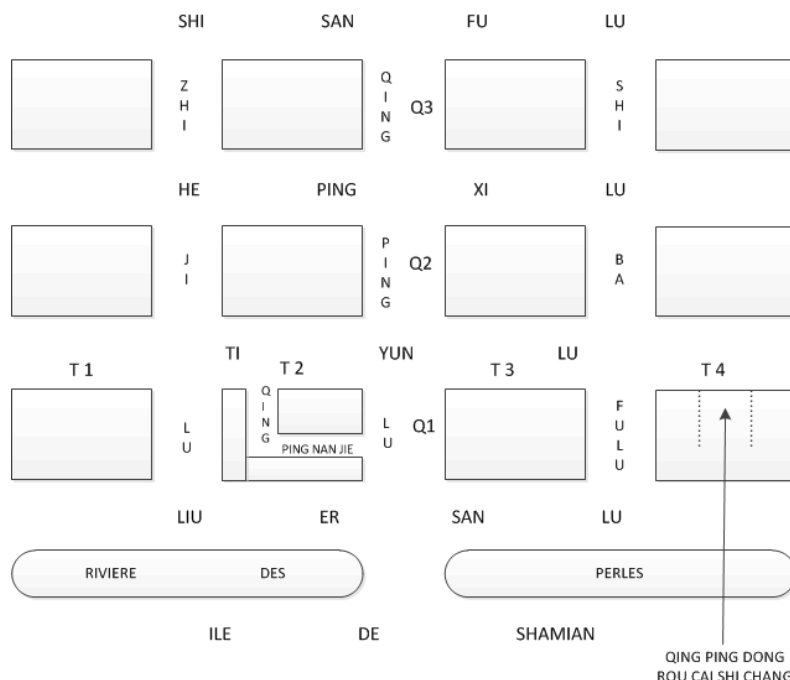 SHI SAN FU LU
ZHI
QING
Q3
SHI
HE PING XI LU
JI
PING
Q2
BA
TI YUN LU
T 1
T 2
T 3
T 4
LU
QING
PING NAN JIE
LU
Q1
FULU
LIU ER SAN LU
RIVIERE DES PERLES
ILE DE SHAMIAN
QING PING DONG
ROU CAI SHI CHANG